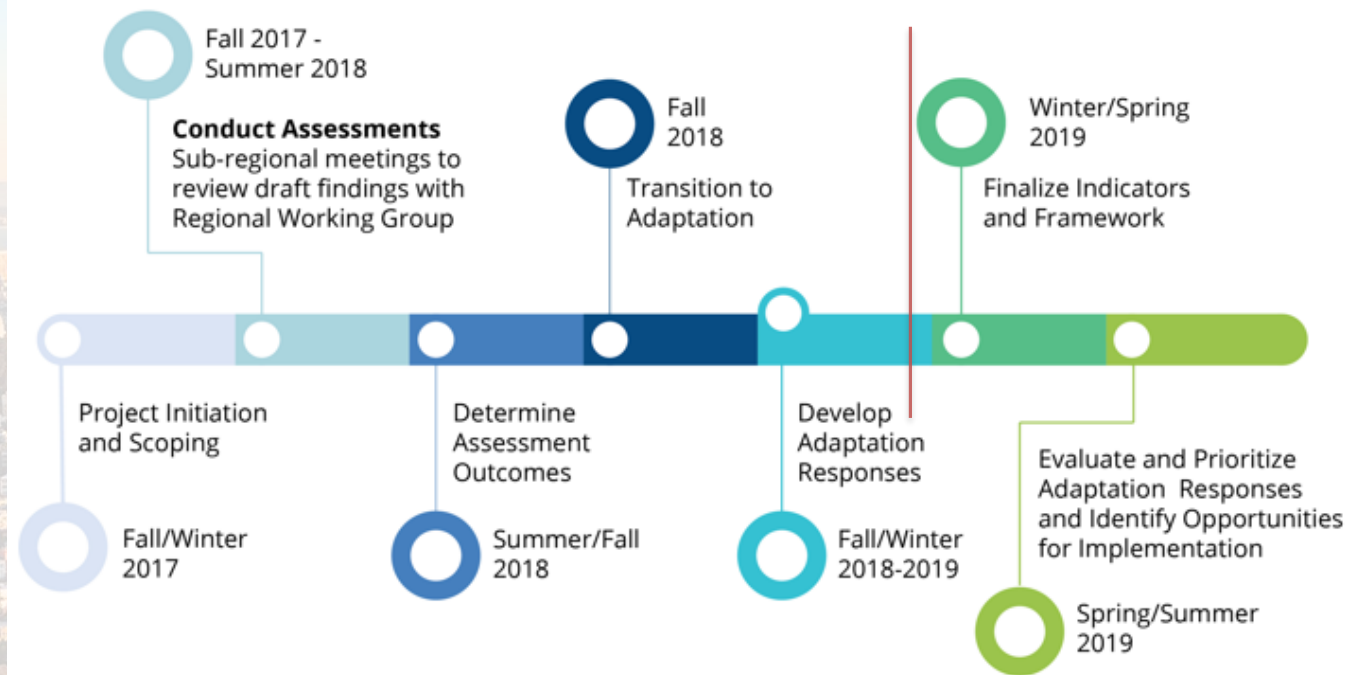 Fall 2017 -
Summer 2018
Conduct Assessments
Sub-regional meetings to
review draft findings with
Regional Working Group
Fall
2018
Transition to
Adaptation
Winter/Spring
2019
Finalize Indicators
and Framework
Project Initiation
and Scoping
Fall/Winter
2017
Determine
Assessment
Outcomes
Summer/Fall
2018
Develop
Adaptation
Responses
Fall/Winter
2018-2019
Evaluate and Prioritize
Adaptation Responses
and Identify Opportunities
for Implementation
Spring/Summer
2019